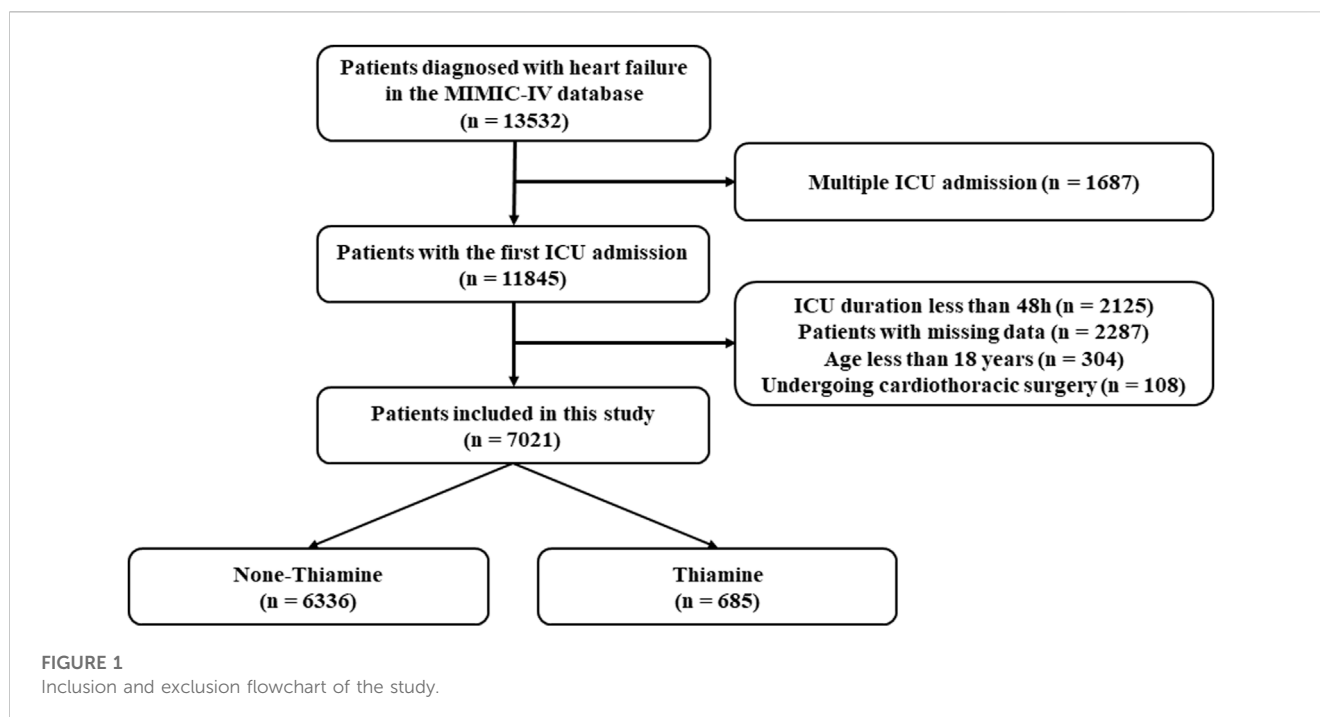 Patients diagnosed with heart failure
in the MIMIC-IV database
(n = 13532)
Multiple ICU admission (n = 1687)
Patients with the first ICU admission
(n = 11845)
ICU duration less than 48h (n = 2125)
Patients with missing data (n = 2287)
Age less than 18 years (n = 304)
Undergoing cardiothoracic surgery (n = 108)
Patients included in this study
(n = 7021)
None-Thiamine
(n = 6336)
Thiamine
(n = 685)
FIGURE 1
Inclusion and exclusion flowchart of the study.